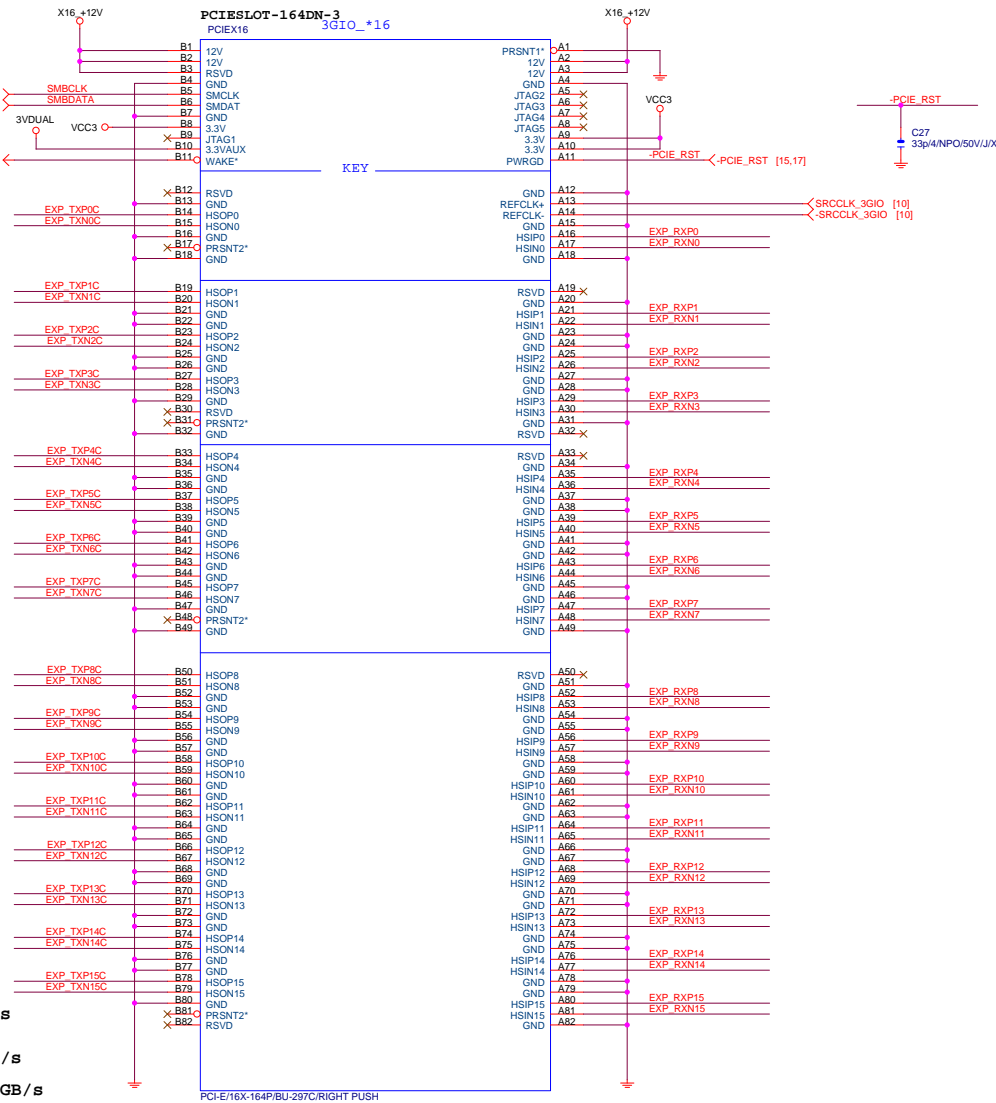 X16_+12V
PCIESLOT-164DN-3
PCIEX16
3GIO_*16
X16_+12V
B1 12V PRSNT1* A1
B2 12V 12V A2
B3 RSVD 12V A3
B4 GND GND A4
SMBCLK B5 SMCLK JTAG2 A5
SMBDATA B6 SMDAT JTAG3 A6
B7 GND JTAG4 A7
3VDUAL VCC3 B8 3.3V JTAG5 A8 VCC3
B9 JTAG1 3.3V A9
B10 3.3VAUX 3.3V A10
B11 WAKE* PWRGD A11 -PCIE_RST -PCIE_RST [15,17]
-PCIE_RST
C27
33p/4/NPO/50V/J/X
KEY
B12 RSVD GND A12
B13 GND REFCLK+ A13 SRCCLK_3GIO [10]
EXP_TXP0C B14 HSOP0 REFCLK- A14 -SRCCLK_3GIO [10]
EXP_TXN0C B15 HSON0 GND A15
B16 GND HSIP0 A16 EXP_RXP0
B17 PRSNT2* HSIN0 A17 EXP_RXN0
B18 GND GND A18
EXP_TXP1C B19 HSOP1 RSVD A19
EXP_TXN1C B20 HSON1 GND A20
B21 GND HSIP1 A21 EXP_RXP1
B22 GND HSIN1 A22 EXP_RXN1
EXP_TXP2C B23 HSOP2 GND A23
EXP_TXN2C B24 HSON2 GND A24
B25 GND HSIP2 A25 EXP_RXP2
B26 GND HSIN2 A26 EXP_RXN2
EXP_TXP3C B27 HSOP3 GND A27
EXP_TXN3C B28 HSON3 GND A28
B29 GND HSIP3 A29 EXP_RXP3
B30 RSVD HSIN3 A30 EXP_RXN3
B31 PRSNT2* GND A31
B32 GND RSVD A32
EXP_TXP4C B33 HSOP4 RSVD A33
EXP_TXN4C B34 HSON4 GND A34
B35 GND HSIP4 A35 EXP_RXP4
B36 GND HSIN4 A36 EXP_RXN4
EXP_TXP5C B37 HSOP5 GND A37
EXP_TXN5C B38 HSON5 GND A38
B39 GND HSIP5 A39 EXP_RXP5
B40 GND HSIN5 A40 EXP_RXN5
EXP_TXP6C B41 HSOP6 GND A41
EXP_TXN6C B42 HSON6 GND A42
B43 GND HSIP6 A43 EXP_RXP6
B44 GND HSIN6 A44 EXP_RXN6
EXP_TXP7C B45 HSOP7 GND A45
EXP_TXN7C B46 HSON7 GND A46
B47 GND HSIP7 A47 EXP_RXP7
B48 PRSNT2* HSIN7 A48 EXP_RXN7
B49 GND GND A49
EXP_TXP8C B50 HSOP8 RSVD A50
EXP_TXN8C B51 HSON8 GND A51
B52 GND HSIP8 A52 EXP_RXP8
B53 GND HSIN8 A53 EXP_RXN8
EXP_TXP9C B54 HSOP9 GND A54
EXP_TXN9C B55 HSON9 GND A55
B56 GND HSIP9 A56 EXP_RXP9
B57 GND HSIN9 A57 EXP_RXN9
EXP_TXP10C B58 HSOP10 GND A58
EXP_TXN10C B59 HSON10 GND A59
B60 GND HSIP10 A60 EXP_RXP10
B61 GND HSIN10 A61 EXP_RXN10
EXP_TXP11C B62 HSOP11 GND A62
EXP_TXN11C B63 HSON11 GND A63
B64 GND HSIP11 A64 EXP_RXP11
B65 GND HSIN11 A65 EXP_RXN11
EXP_TXP12C B66 HSOP12 GND A66
EXP_TXN12C B67 HSON12 GND A67
B68 GND HSIP12 A68 EXP_RXP12
B69 GND HSIN12 A69 EXP_RXN12
EXP_TXP13C B70 HSOP13 GND A70
EXP_TXN13C B71 HSON13 GND A71
B72 GND HSIP13 A72 EXP_RXP13
B73 GND HSIN13 A73 EXP_RXN13
EXP_TXP14C B74 HSOP14 GND A74
EXP_TXN14C B75 HSON14 GND A75
B76 GND HSIP14 A76 EXP_RXP14
B77 GND HSIN14 A77 EXP_RXN14
EXP_TXP15C B78 HSOP15 GND A78
EXP_TXN15C B79 HSON15 GND A79
B80 GND HSIP15 A80 EXP_RXP15
B81 PRSNT2* HSIN15 A81 EXP_RXN15
B82 RSVD GND A82
s
/s
GB/s
PCI-E/16X-164P/BU-297C/RIGHT PUSH